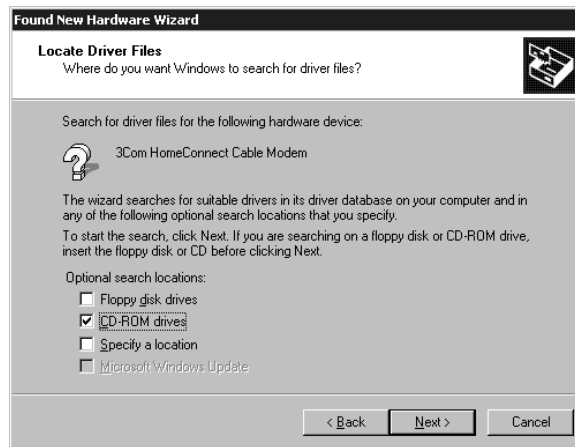 Found New Hardware Wizard
Locate Driver Files
Where do you want Windows to search for driver files?
Search for driver files for the following hardware device:
3Com HomeConnect Cable Modem
The wizard searches for suitable drivers in its driver database on your computer and in
any of the following optional search locations that you specify.
To start the search, click Next. If you are searching on a floppy disk or CD-ROM drive,
insert the floppy disk or CD before clicking Next.
Optional search locations:
Floppy disk drives
CD-ROM drives
Specify a location
Microsoft Windows Update
< Back
Next >
Cancel